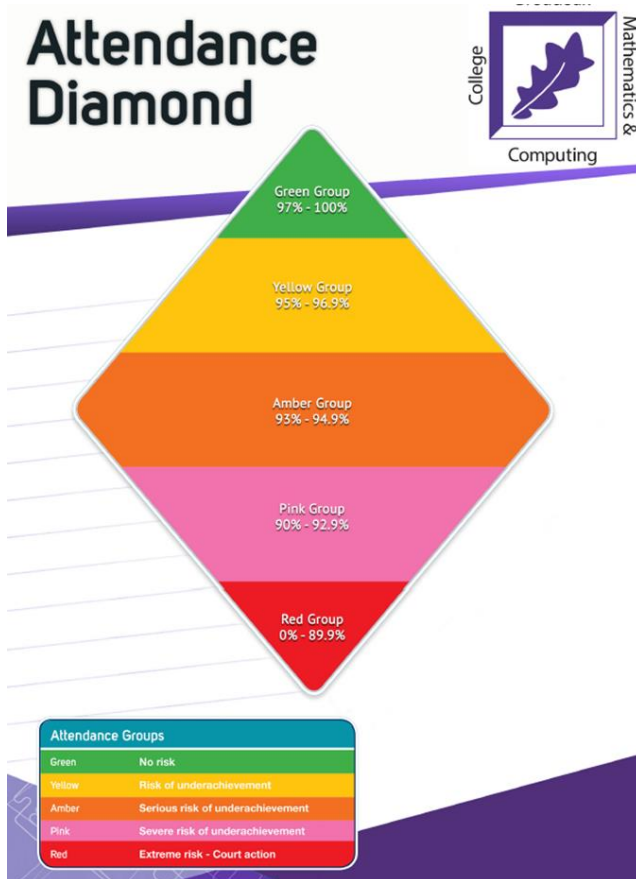 Attendance
Diamond
College
Mathematics &
Computing
Green Group
97% - 100%
Yellow Group
95% - 96.9%
Amber Group
93% - 94.9%
Pink Group
90% - 92.9%
Red Group
0% - 89.9%
Attendance Groups
Green No risk
Yellow Risk of underachievement
Amber Serious risk of underachievement
Pink Severe risk of underachievement
Red Extreme risk - Court action